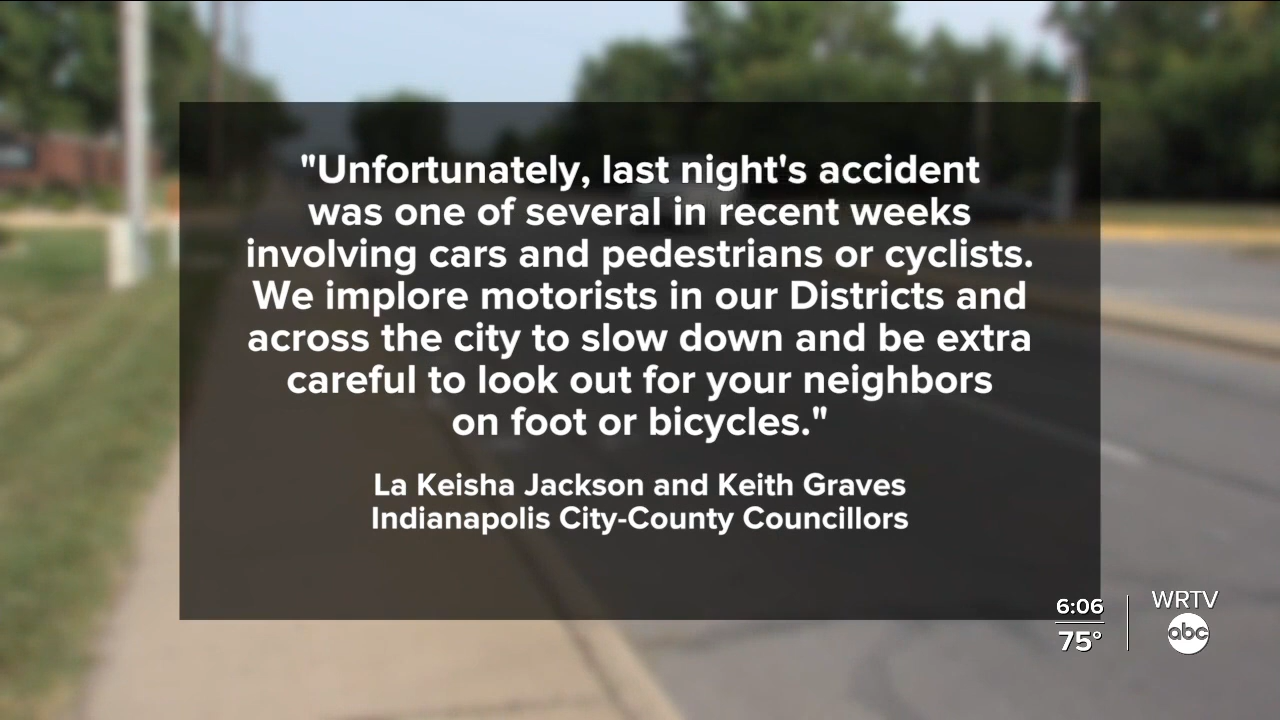 "Unfortunately, last night's accident
was one of several in recent weeks
involving cars and pedestrians or cyclists.
We implore motorists in our Districts and
across the city to slow down and be extra
careful to look out for your neighbors
on foot or bicycles."
La Keisha Jackson and Keith Graves
Indianapolis City-County Councillors
6:06
75°
WRTV
abc